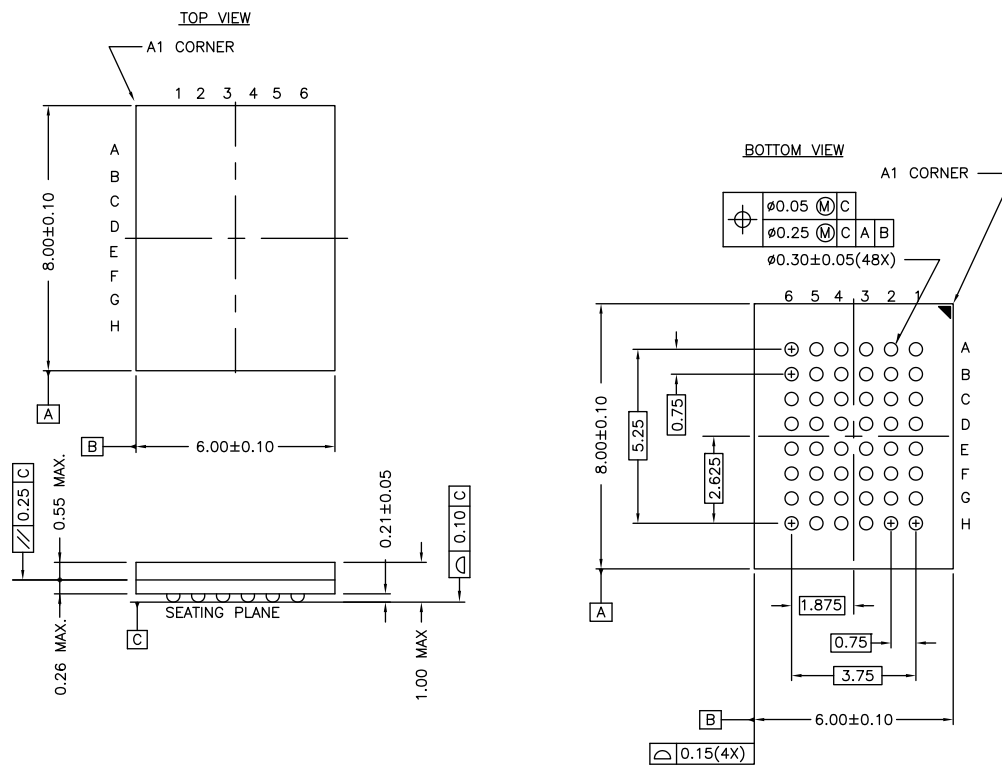 TOP VIEW
A1 CORNER
1 2 3 4 5 6
A
B
C
D
E
F
G
H
8.00±0.10
A
B
6.00±0.10
// 0.25 C
0.55 MAX.
0.21±0.05
⌓ 0.10 C
SEATING PLANE
C
0.26 MAX.
1.00 MAX
BOTTOM VIEW
A1 CORNER
⌖ ø0.05 Ⓜ C
ø0.25 Ⓜ C A B
ø0.30±0.05(48X)
6 5 4 3 2 1
A
B
C
D
E
F
G
H
8.00±0.10
5.25
0.75
2.625
A
1.875
0.75
3.75
B
6.00±0.10
⌓ 0.15(4X)